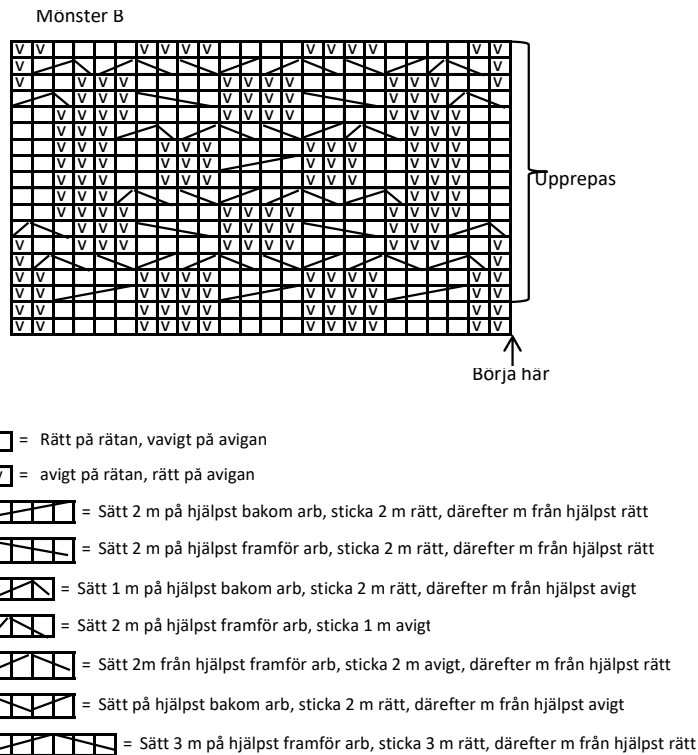 Mönster B
Upprepas
Börja här
= Rätt på rätan, vavigt på avigan
= avigt på rätan, rätt på avigan
= Sätt 2 m på hjälpst bakom arb, sticka 2 m rätt, därefter m från hjälpst rätt
= Sätt 2 m på hjälpst framför arb, sticka 2 m rätt, därefter m från hjälpst rätt
= Sätt 1 m på hjälpst bakom arb, sticka 2 m rätt, därefter m från hjälpst avigt
= Sätt 2 m på hjälpst framför arb, sticka 1 m avigt
= Sätt 2m från hjälpst framför arb, sticka 2 m avigt, därefter m från hjälpst rätt
= Sätt på hjälpst bakom arb, sticka 2 m rätt, därefter m från hjälpst avigt
= Sätt 3 m på hjälpst framför arb, sticka 3 m rätt, därefter m från hjälpst rätt